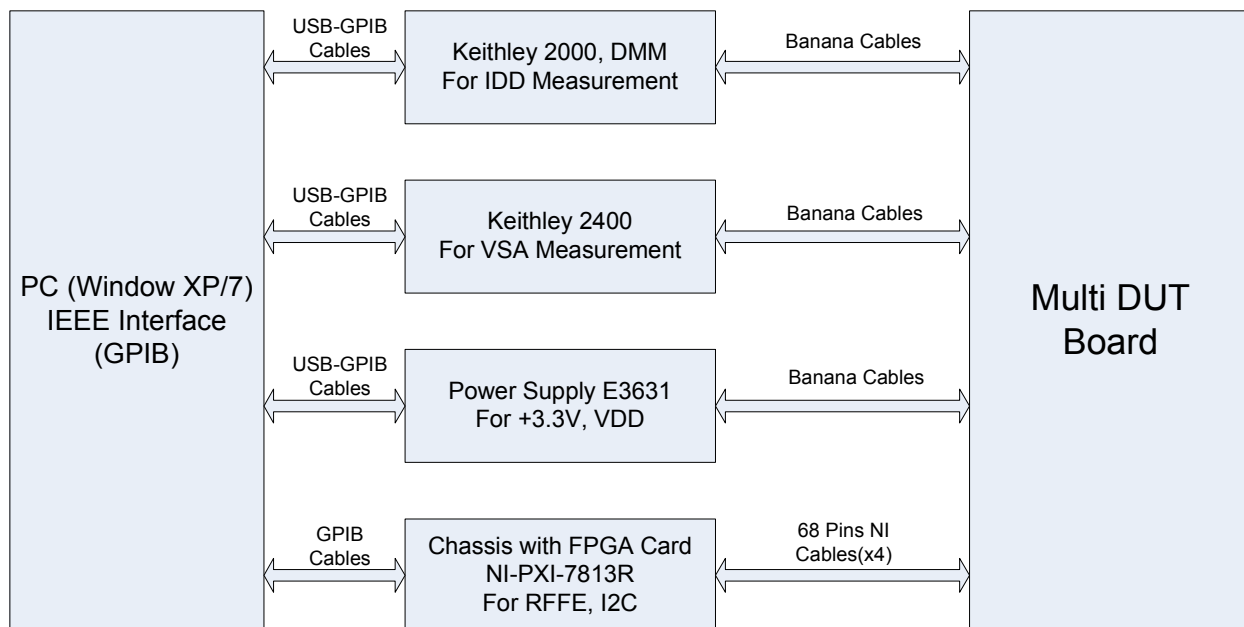 PC (Window XP/7)
IEEE Interface
(GPIB)
USB-GPIB
Cables
Keithley 2000, DMM
For IDD Measurement
Banana Cables
USB-GPIB
Cables
Keithley 2400
For VSA Measurement
Banana Cables
USB-GPIB
Cables
Power Supply E3631
For +3.3V, VDD
Banana Cables
GPIB
Cables
Chassis with FPGA Card
NI-PXI-7813R
For RFFE, I2C
68 Pins NI
Cables(x4)
Multi DUT
Board